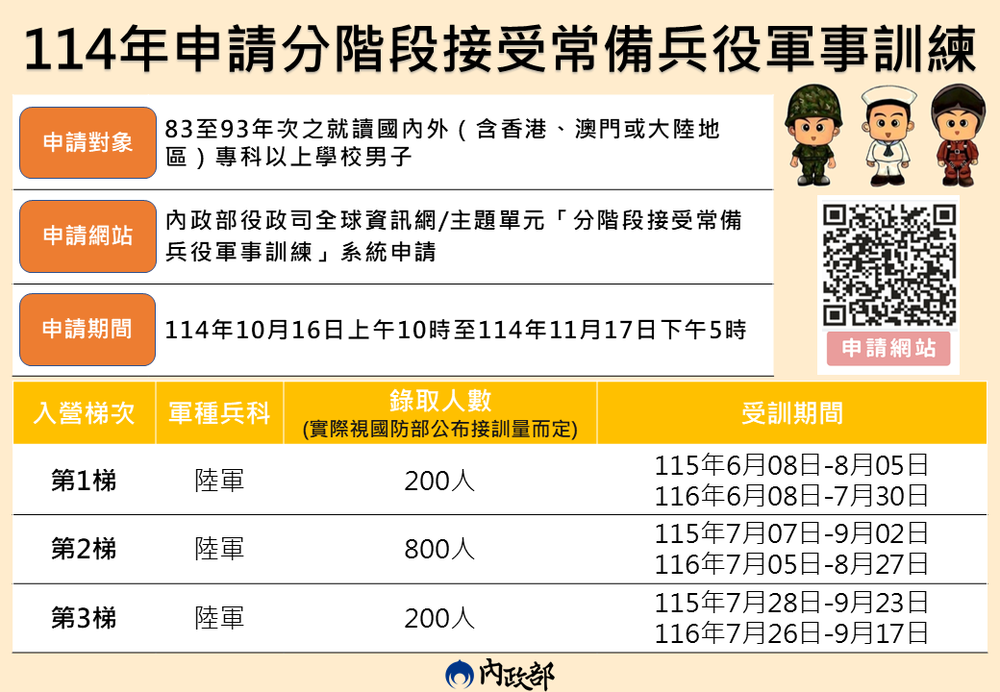 114年申請分階段接受常備兵役軍事訓練
申請對象
83至93年次之就讀國內外(含香港、澳門或大陸地
區)專科以上學校男子
申請網站
內政部役政司全球資訊網/主題單元「分階段接受常備
兵役軍事訓練」系統申請
申請期間
114年10月16日上午10時至114年11月17日下午5時
申請網站
入營梯次 軍種兵科 錄取人數 受訓期間
(實際視國防部公布接訓量而定)
第1梯 陸軍 200人 115年6月08日-8月05日
116年6月08日-7月30日
第2梯 陸軍 800人 115年7月07日-9月02日
116年7月05日-8月27日
第3梯 陸軍 200人 115年7月28日-9月23日
116年7月26日-9月17日
內政部